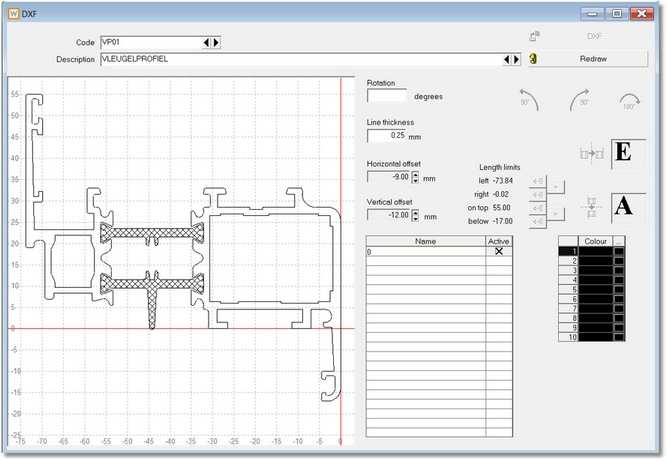 W DXF
Code VP01 DXF
Description VLEUGELPROFIEL Redraw
Rotation
degrees
90° 90° 180°
Line thickness
0.25 mm
E
Horizontal offset
-9.00 mm
Length limits
left -73.84
right -0.02
on top 55.00
below -17.00
Vertical offset
-12.00 mm
A
Name Active
0
Colour ...
1
2
3
4
5
6
7
8
9
10
55
50
45
40
35
30
25
20
15
10
5
0
-5
-10
-15
-20
-25
-75 -70 -65 -60 -55 -50 -45 -40 -35 -30 -25 -20 -15 -10 -5 0